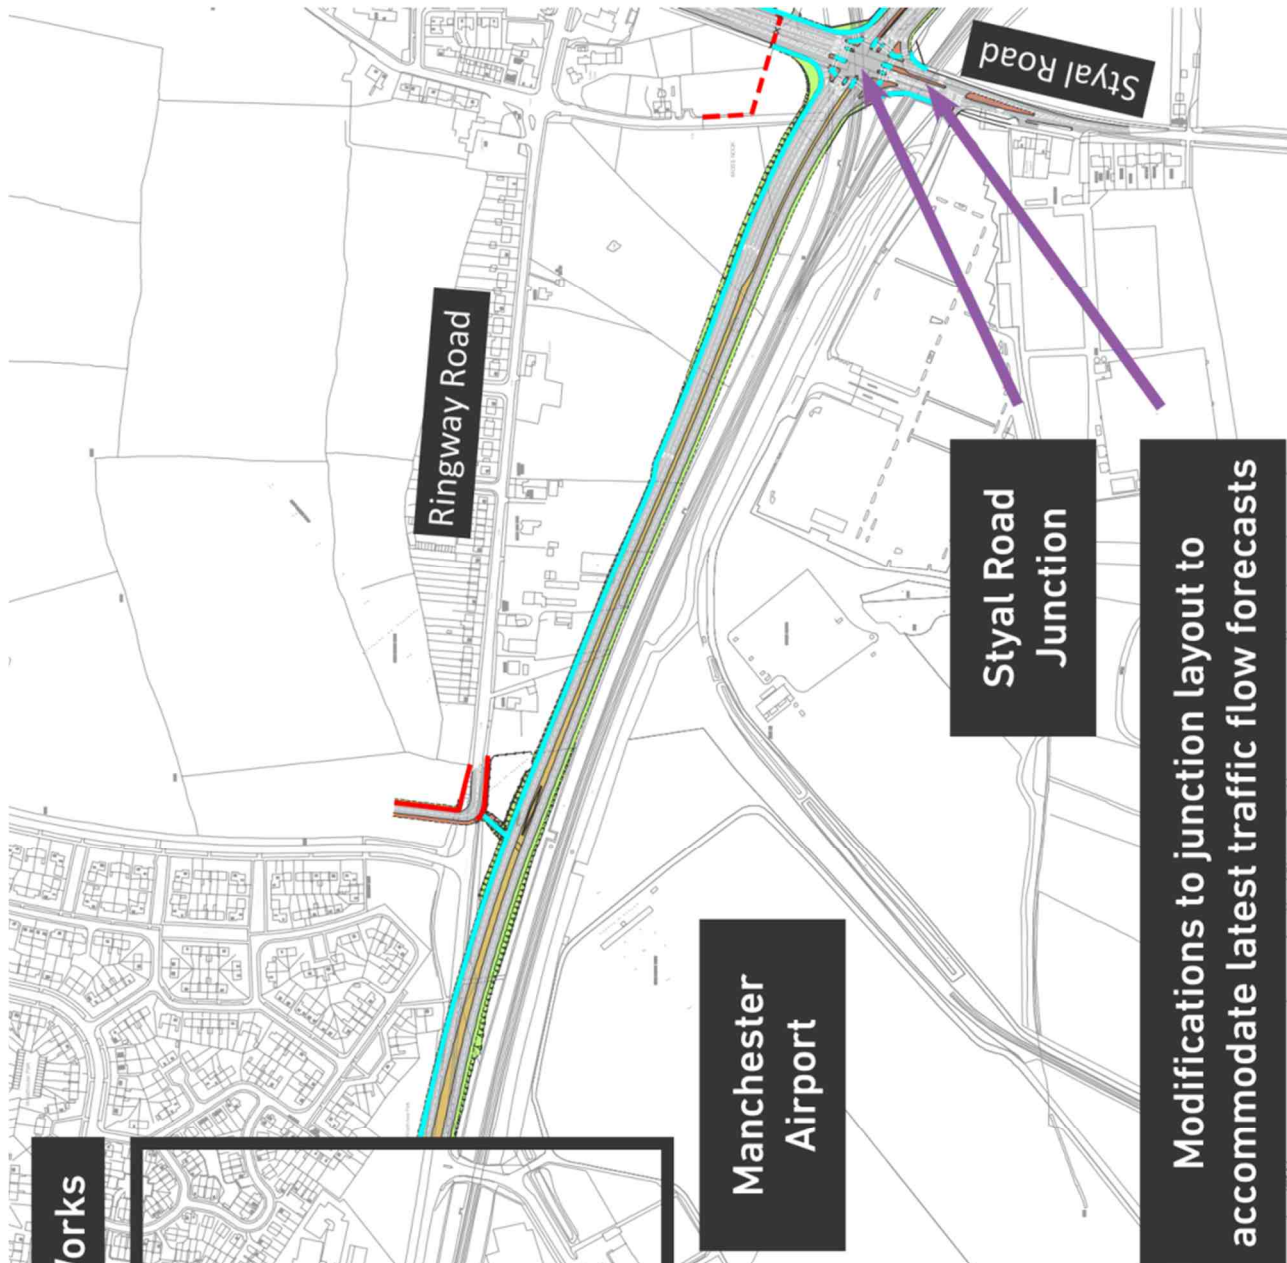 Styal Road
Ringway Road
Styal Road
Junction
Manchester
Airport
Modifications to junction layout to
accommodate latest traffic flow forecasts